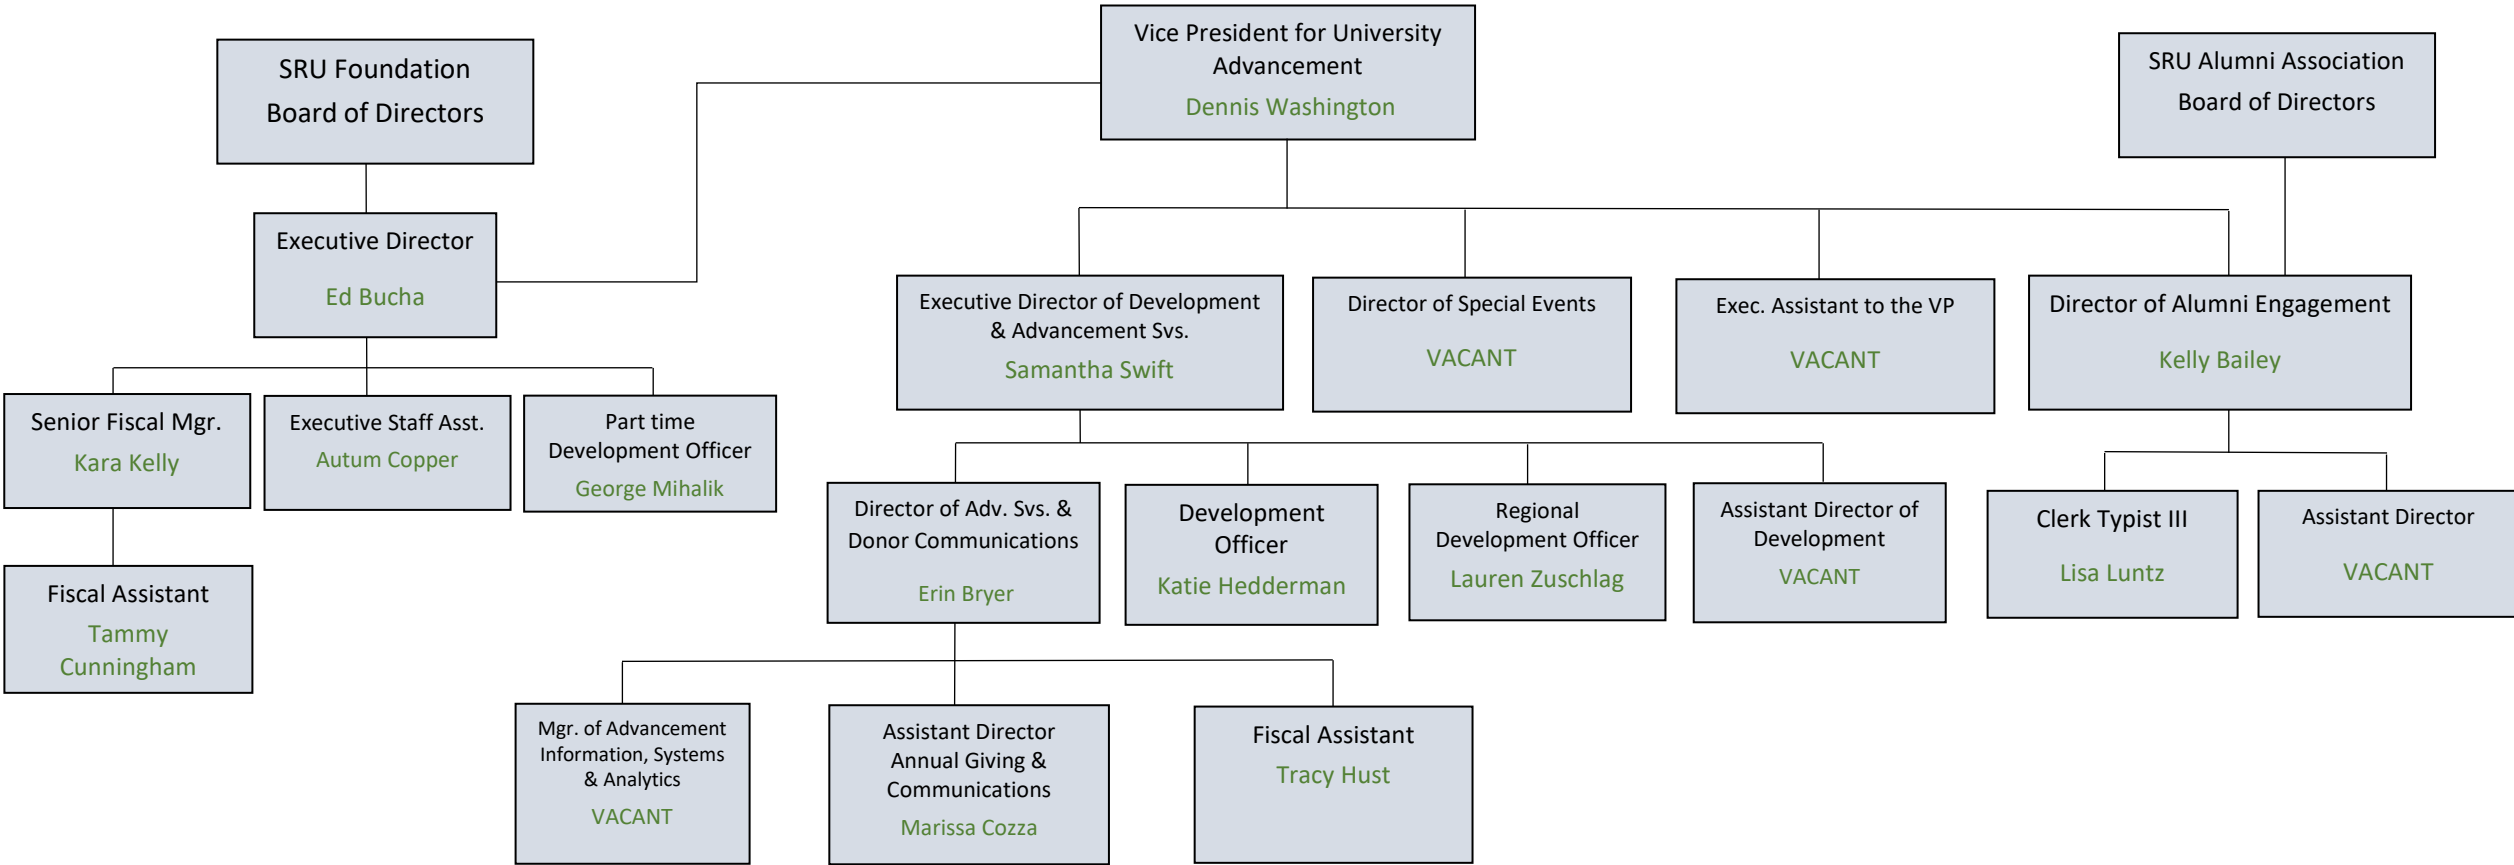 SRU Foundation
Board of Directors
Vice President for University
Advancement
Dennis Washington
SRU Alumni Association
Board of Directors
Executive Director
Ed Bucha
Executive Director of Development
& Advancement Svs.
Samantha Swift
Director of Special Events
VACANT
Exec. Assistant to the VP
VACANT
Director of Alumni Engagement
Kelly Bailey
Senior Fiscal Mgr.
Kara Kelly
Executive Staff Asst.
Autum Copper
Part time
Development Officer
George Mihalik
Director of Adv. Svs. &
Donor Communications
Erin Bryer
Development
Officer
Katie Hedderman
Regional
Development Officer
Lauren Zuschlag
Assistant Director of
Development
VACANT
Clerk Typist III
Lisa Luntz
Assistant Director
VACANT
Fiscal Assistant
Tammy
Cunningham
Mgr. of Advancement
Information, Systems
& Analytics
VACANT
Assistant Director
Annual Giving &
Communications
Marissa Cozza
Fiscal Assistant
Tracy Hust